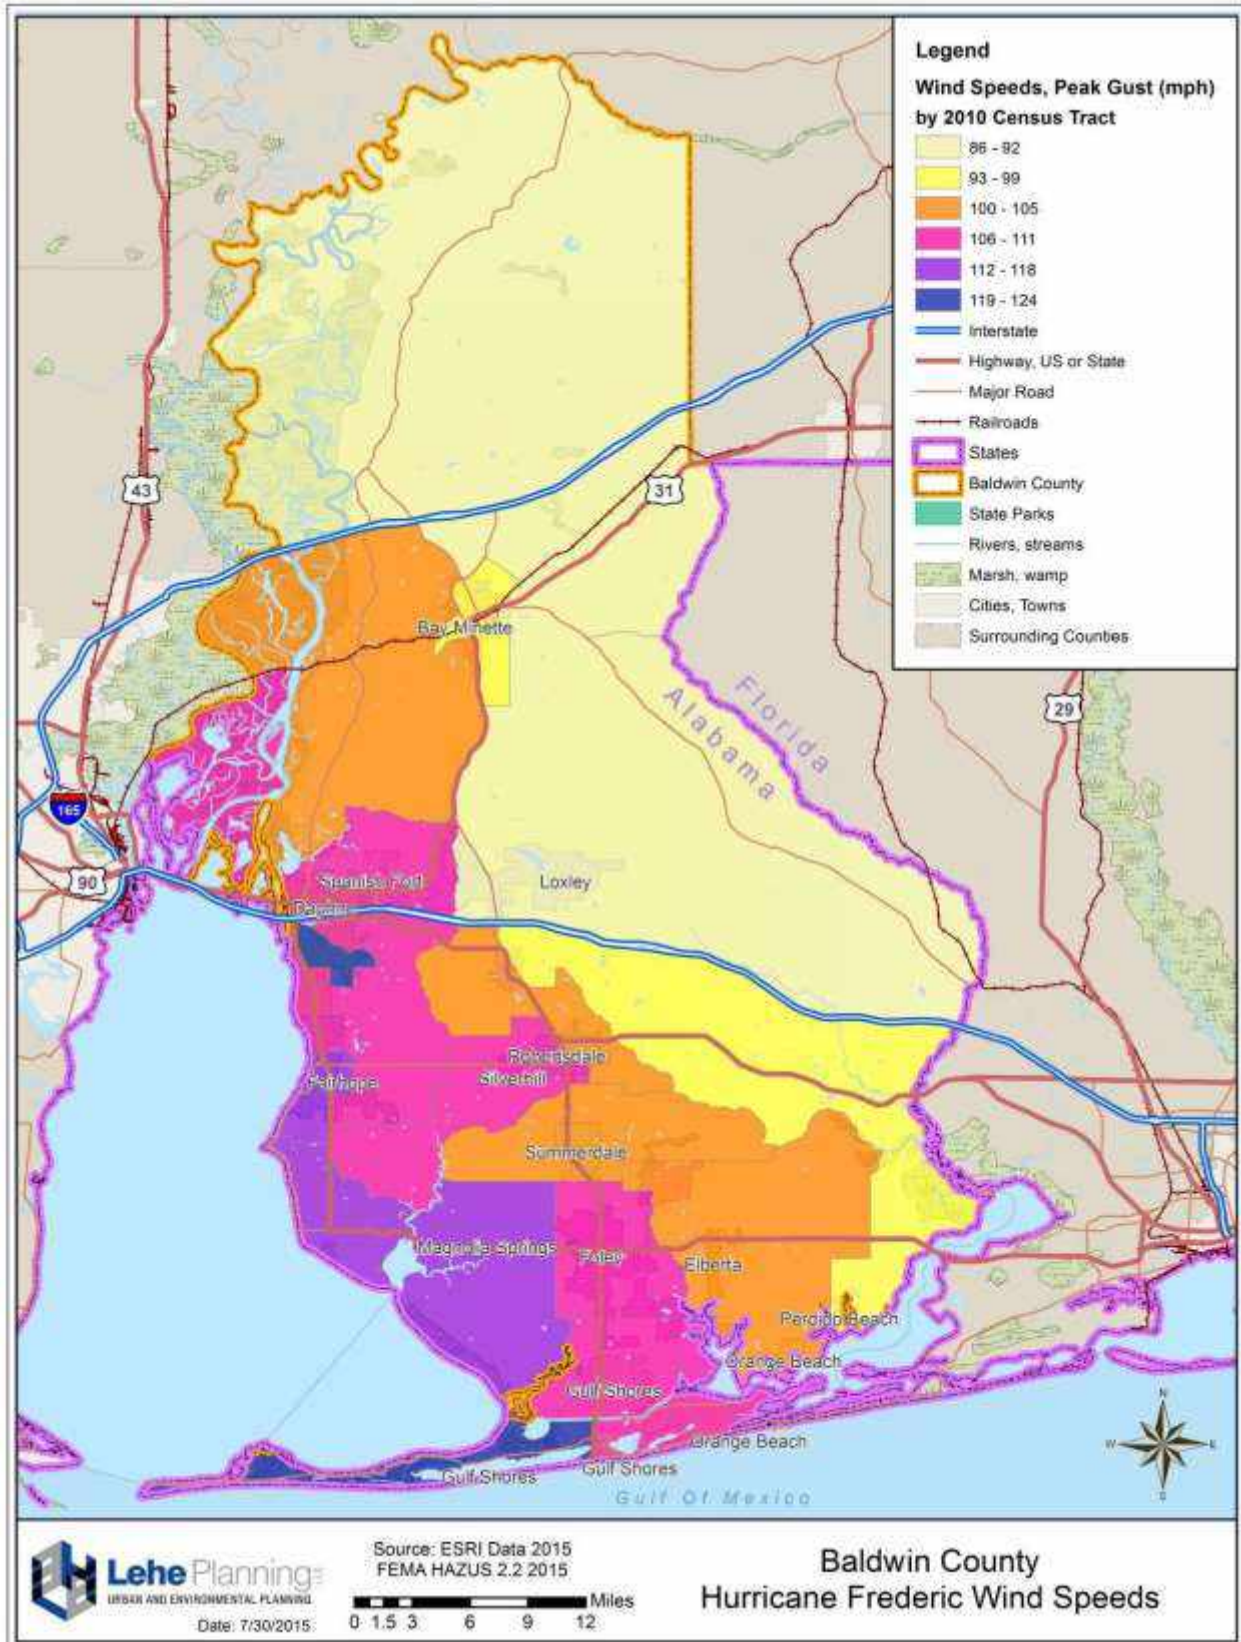 Legend
Wind Speeds, Peak Gust (mph)
by 2010 Census Tract
86 - 92
93 - 99
100 - 105
106 - 111
112 - 118
119 - 124
Interstate
Highway, US or State
Major Road
Railroads
States
Baldwin County
State Parks
Rivers, streams
Marsh, wamp
Cities, Towns
Surrounding Counties
43
31
Bay Minette
29
Florida
Alabama
165
90
Spanish Fort
Loxley
Daphne
Robertsdale
Silverhill
Fairhope
Summerdale
Magnolia Springs
Foley
Elberta
Perdido Beach
Orange Beach
Gulf Shores
Orange Beach
Gulf Shores
Gulf Shores
Gulf Of Mexico
N
W
E
S
Lehe Planning
URBAN AND ENVIRONMENTAL PLANNING
Date: 7/30/2015
Source: ESRI Data 2015
FEMA HAZUS 2.2 2015
Miles
0 1.5 3 6 9 12
Baldwin County
Hurricane Frederic Wind Speeds